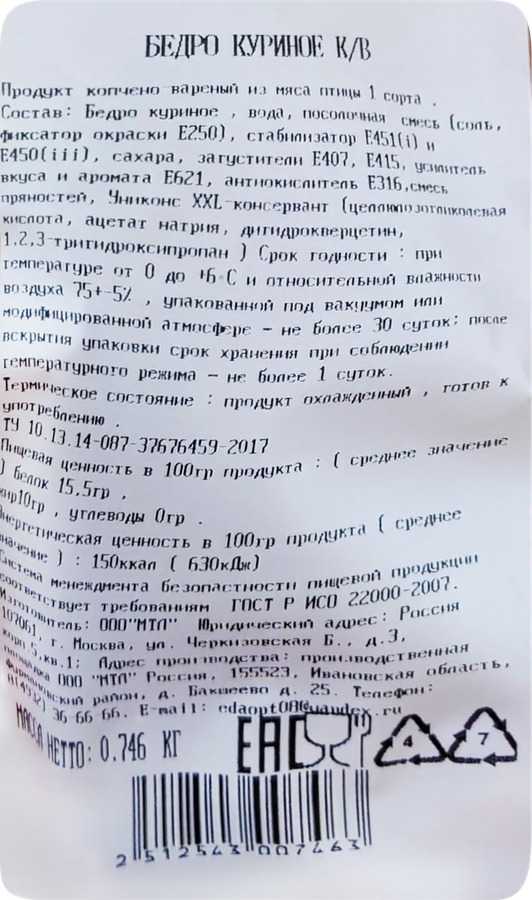 БЕДРО КУРИНОЕ К/В
Продукт копчено вареный из мяса птицы 1 сорта .
Состав: Бедро куриное , вода, посолочная смесь (соль,
фиксатор окраски Е250), стабилизатор Е451(i) и
Е450(iii), сахара, загустители Е407, Е415, усилитель
вкуса и аромата Е621, антиокислитель Е316,смесь
пряностей, Униконс XXL-консервант (целлюлозогликолевая
кислота, ацетат натрия, дигидрокверцетин,
1,2,3-тригидроксипропан ) Срок годности : при
температуре от 0 до +6°С и относительной влажности
воздуха 75+-5% , упакованной под вакуумом или
модифицированной атмосфере - не более 30 суток; после
вскрытия упаковки срок хранения при соблюдении
температурного режима - не более 1 суток.
Термическое состояние : продукт охлажденный , готов к
употреблению .
ТУ 10.13.14-087-37676459-2017
Пищевая ценность в 100гр продукта : ( среднее значение
) белок 15,5гр ,
жир10гр , углеводы 0гр .
Энергетическая ценность в 100гр продукта ( среднее
значение ) : 150ккал ( 630кДж)
Система менеждмента безопастности пищевой продукции
соответствует требованиям ГОСТ Р ИСО 22000-2007.
Изготовитель: ООО"МТЛ" Юридический адрес: Россия
107061, г. Москва, ул. Черкизовская Б., д.3,
корп.5,кв.1; Адрес производства: производственная
площадка ООО "МТЛ" Россия, 155523, Ивановская область,
Фурмановский район, д. Бакшеево д. 25. Телефон:
8(4932) 36-66-66. E-mail: edaopt08@yandex.ru
МАССА НЕТТО: 0.746 КГ
EAC
4
7
2 512543 007463